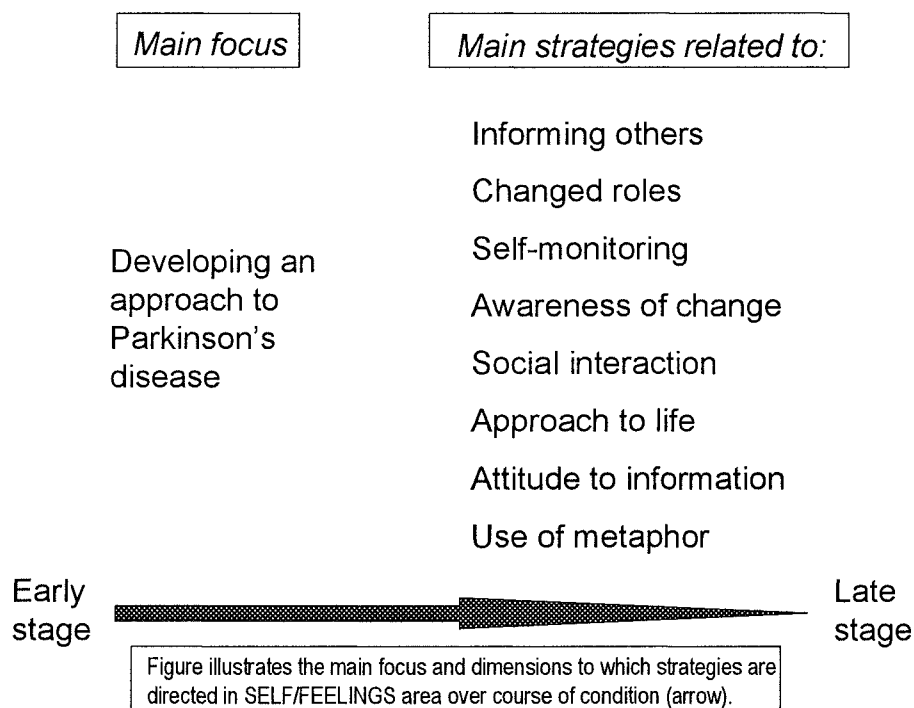 Main focus
Main strategies related to:
Informing others
Changed roles
Self-monitoring
Developing an
approach to
Parkinson's
disease
Awareness of change
Social interaction
Approach to life
Attitude to information
Use of metaphor
Early
stage
Late
stage
Figure illustrates the main focus and dimensions to which strategies are
directed in SELF/FEELINGS area over course of condition (arrow).